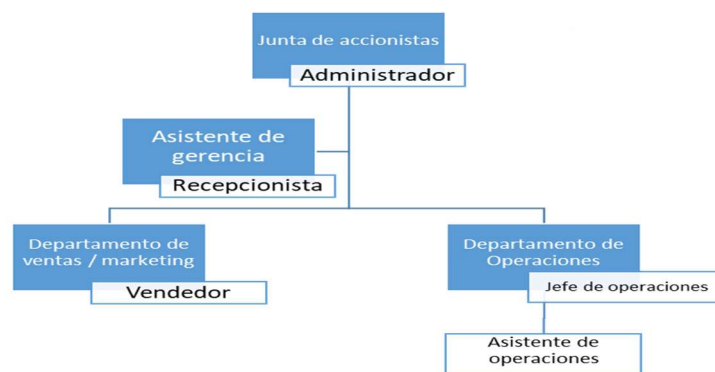 Junta de accionistas
Administrador
Asistente de
gerencia
Recepcionista
Departamento de
ventas / marketing
Vendedor
Departamento de
Operaciones
Jefe de operaciones
Asistente de
operaciones